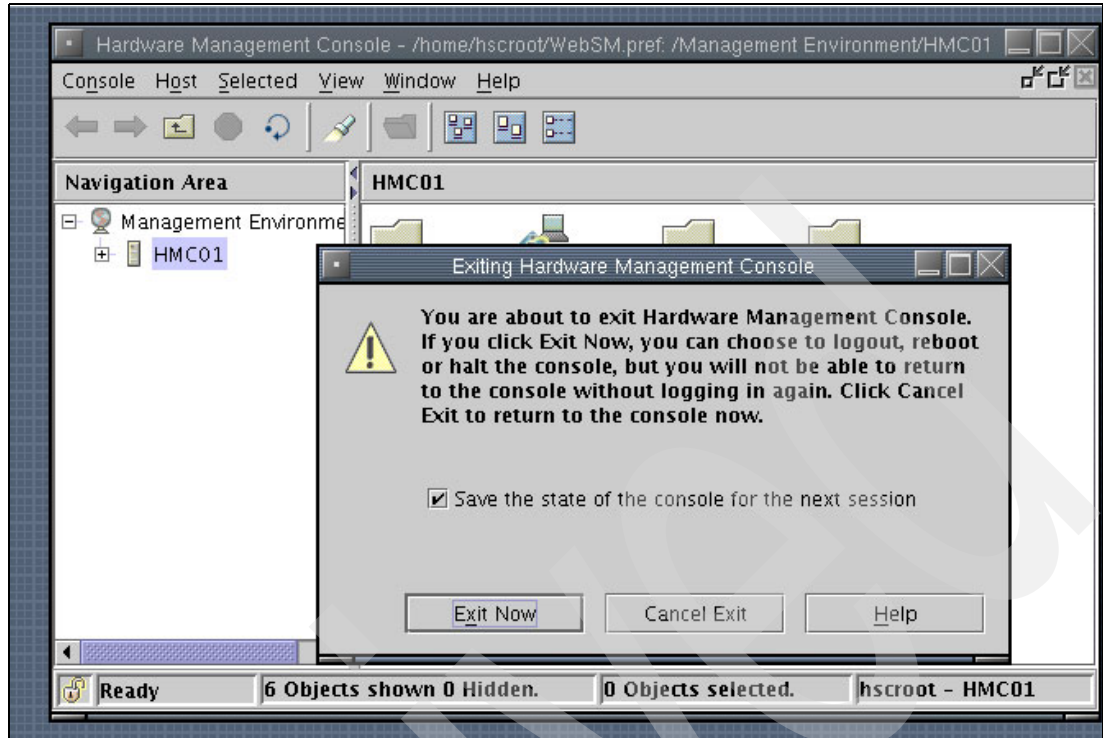 Hardware Management Console - /home/hscroot/WebSM.pref: /Management Environment/HMC01
Console Host Selected View Window Help
Navigation Area
HMC01
Management Environme
HMC01
Exiting Hardware Management Console
You are about to exit Hardware Management Console.
If you click Exit Now, you can choose to logout, reboot
or halt the console, but you will not be able to return
to the console without logging in again. Click Cancel
Exit to return to the console now.
Save the state of the console for the next session
Exit Now
Cancel Exit
Help
Ready
6 Objects shown 0 Hidden.
0 Objects selected.
hscroot - HMC01